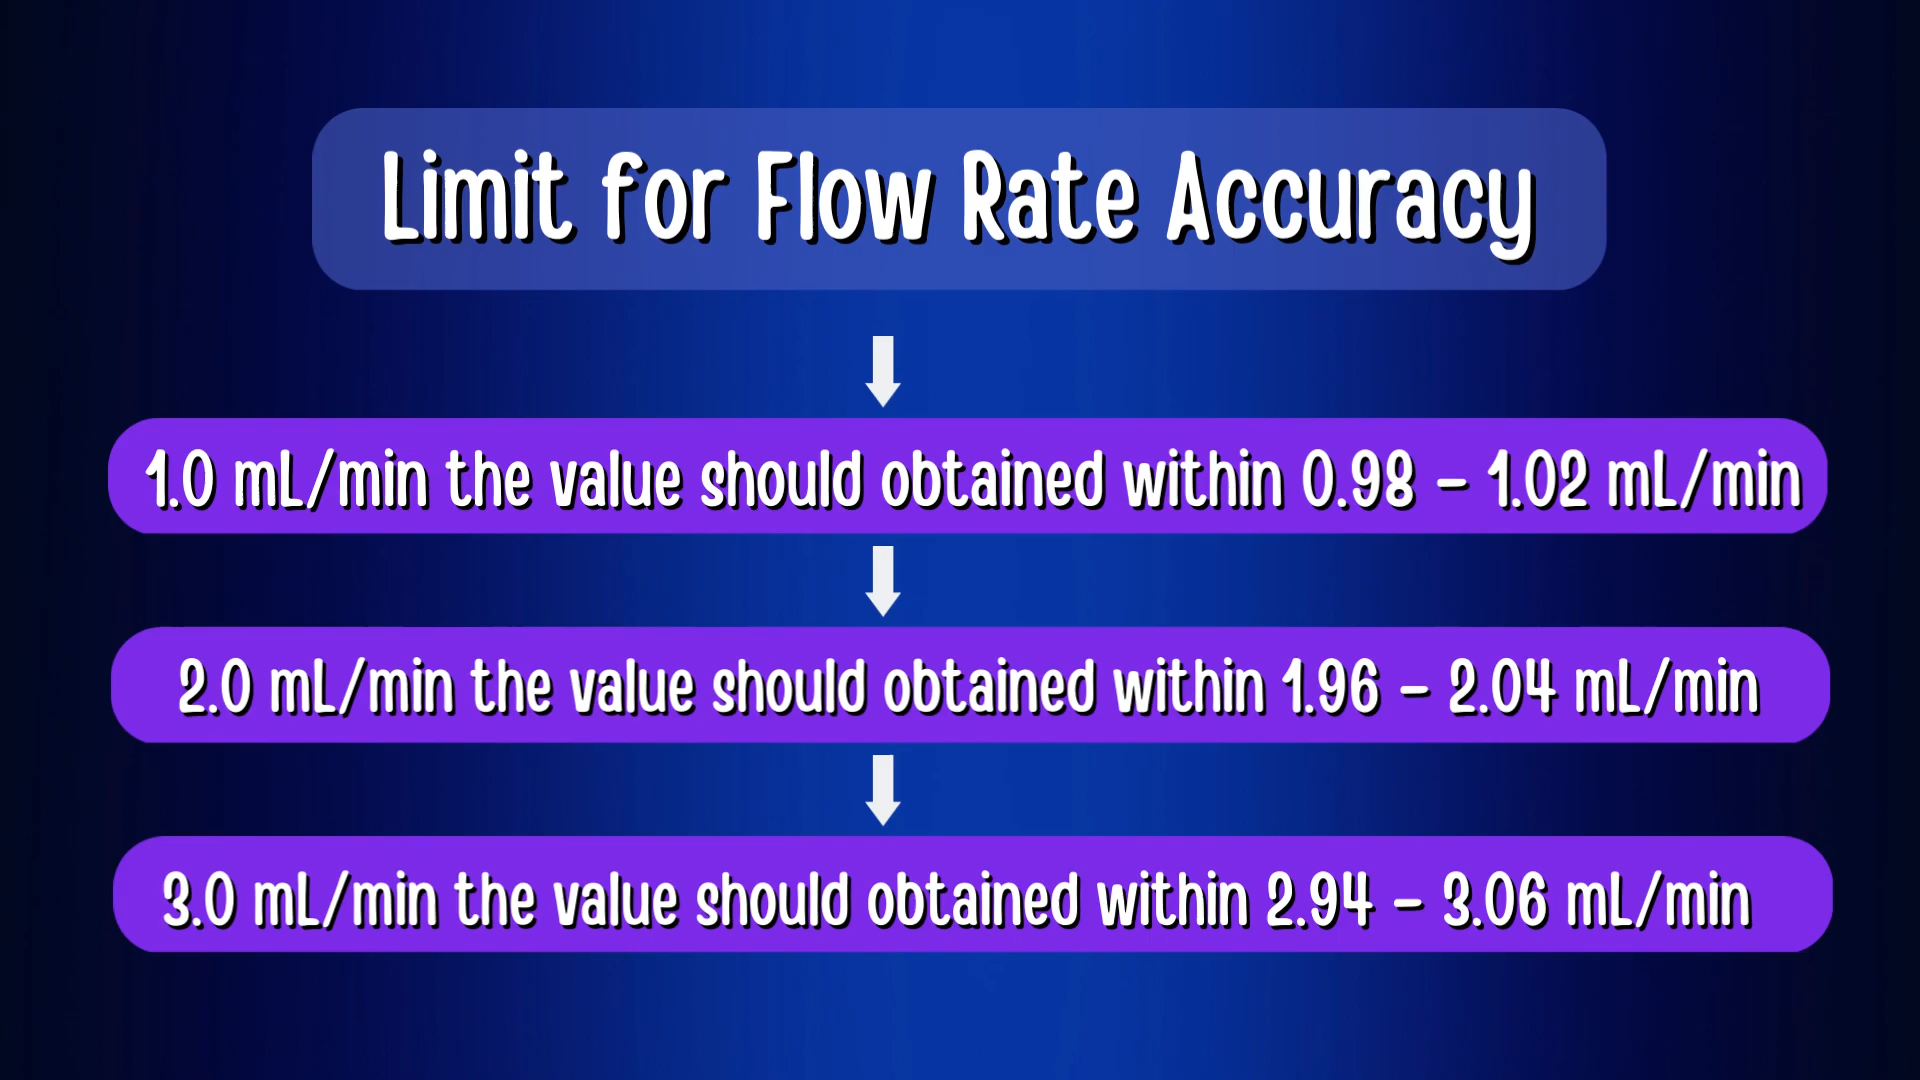 Limit for Flow Rate Accuracy
1.0 mL/min the value should obtained within 0.98 - 1.02 mL/min
2.0 mL/min the value should obtained within 1.96 - 2.04 mL/min
3.0 mL/min the value should obtained within 2.94 - 3.06 mL/min